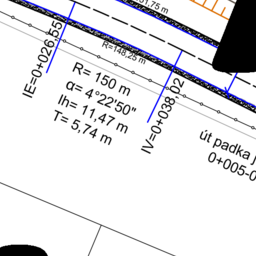 R=148,25 m
IE=0+026,55
R= 150 m
α= 4°22'50"
Ih= 11,47 m
T= 5,74 m
IV=0+038,02
út padka
0+005-0